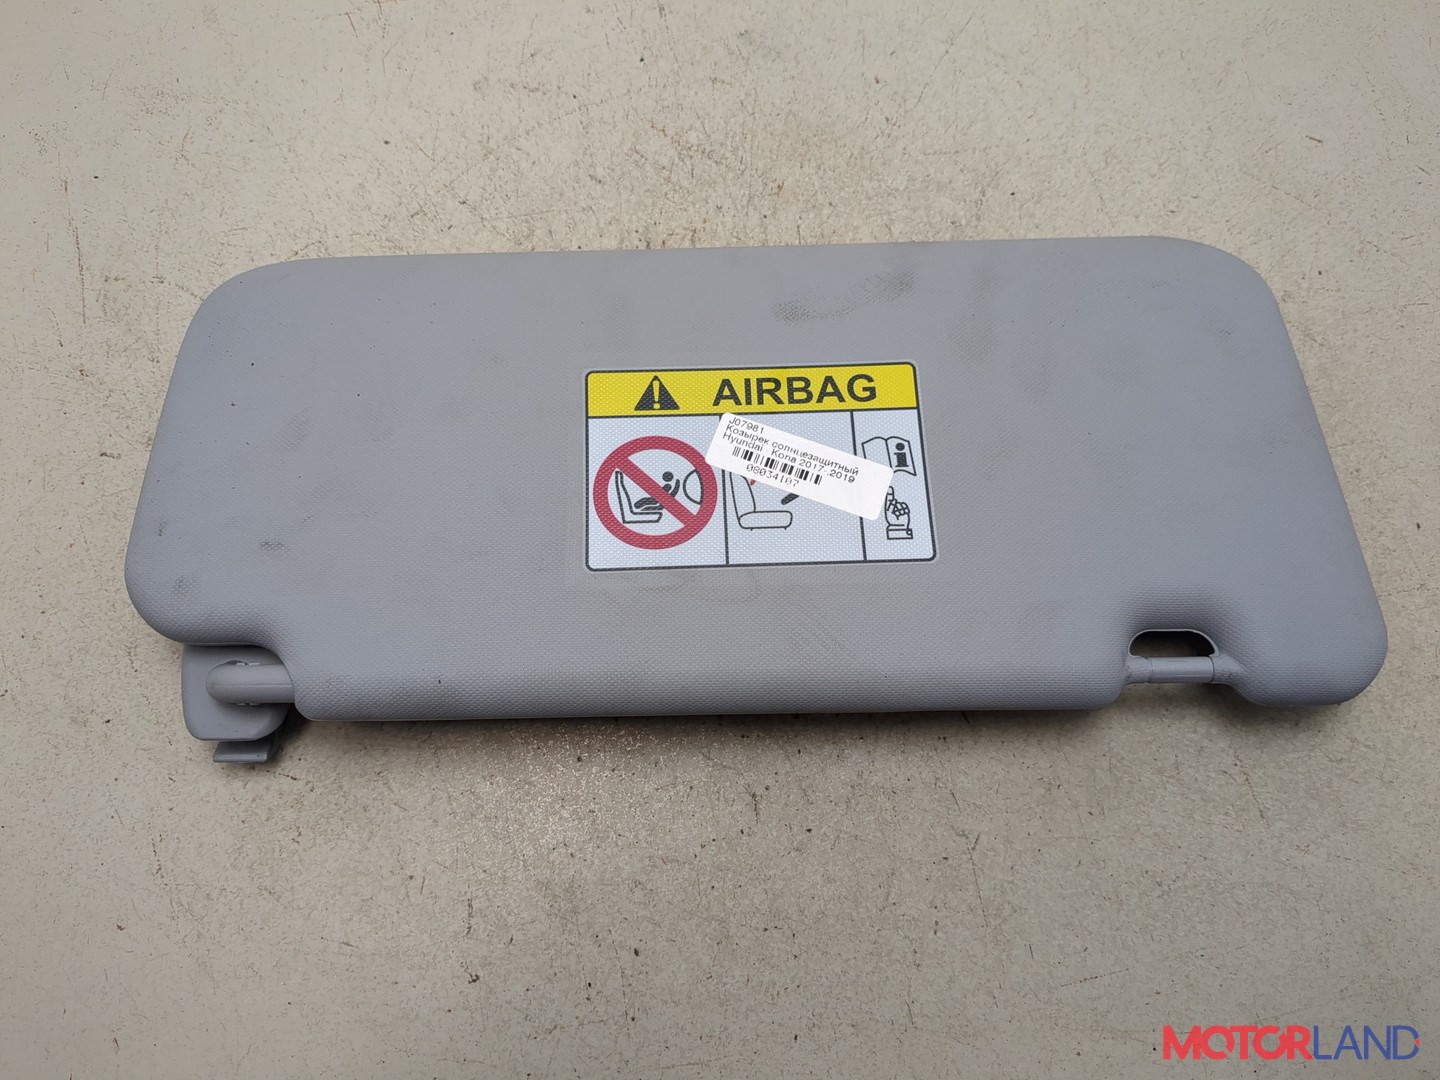 AIRBAG
J07981
Козырек солнцезащитный
Hyundai Kona 2017-2019
08034107
MOTORLAND